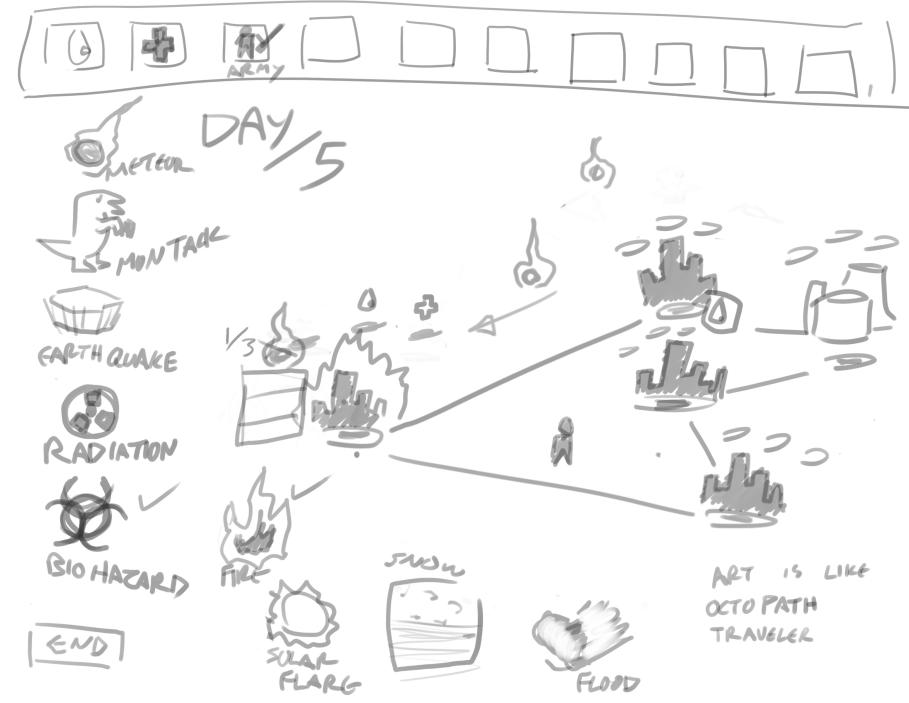 ARMY
DAY/5
METEOR
MONTARK
EARTHQUAKE
1/3
RADIATION
BIOHAZARD
FIRE
SNOW
SOLAR
FLARE
FLOOD
ART IS LIKE
OCTOPATH
TRAVELER
END